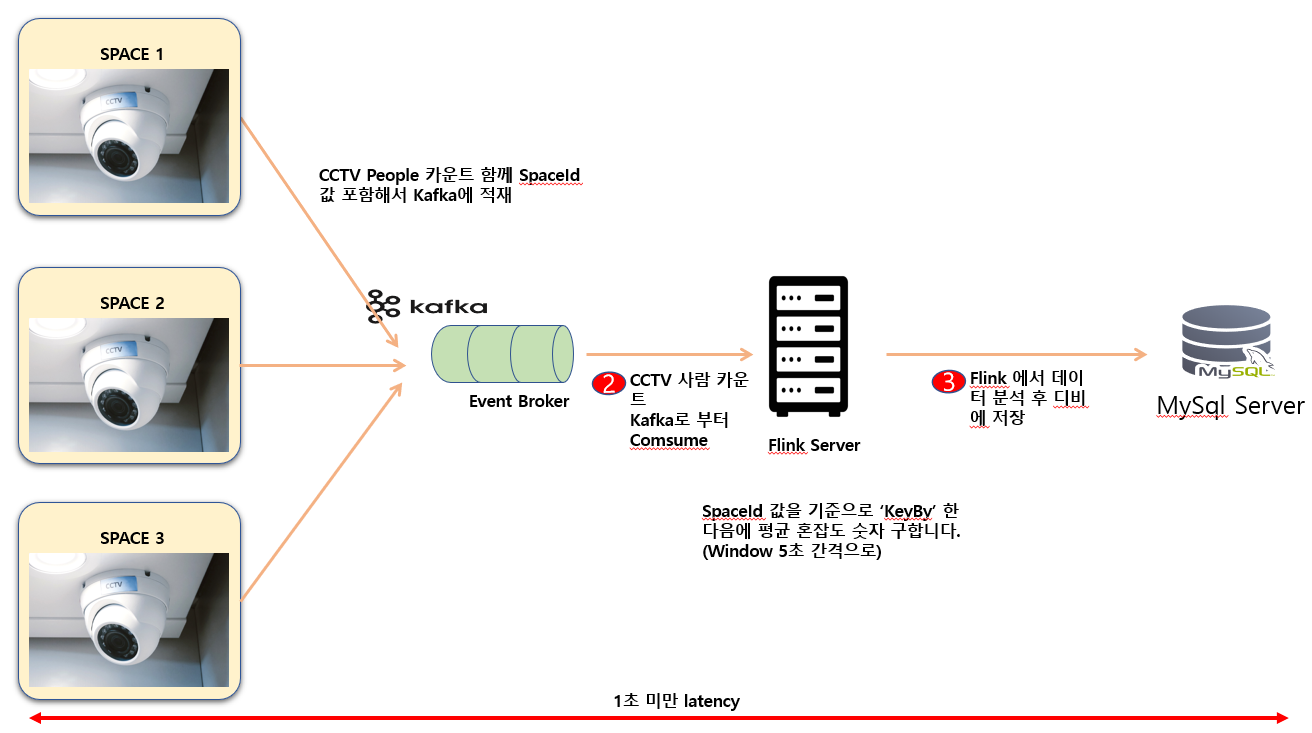 SPACE 1
CCTV
CCTV People 카운트 함께 SpaceId
값 포함해서 Kafka에 적재
SPACE 2
CCTV
kafka
Event Broker
2
CCTV 사람 카운
트
Kafka로 부터
Comsume
Flink Server
3
Flink 에서 데이
터 분석 후 디비
에 저장
MySQL
MySql Server
SpaceId 값을 기준으로 ‘KeyBy’ 한
다음에 평균 혼잡도 숫자 구합니다.
(Window 5초 간격으로)
SPACE 3
CCTV
1초 미만 latency